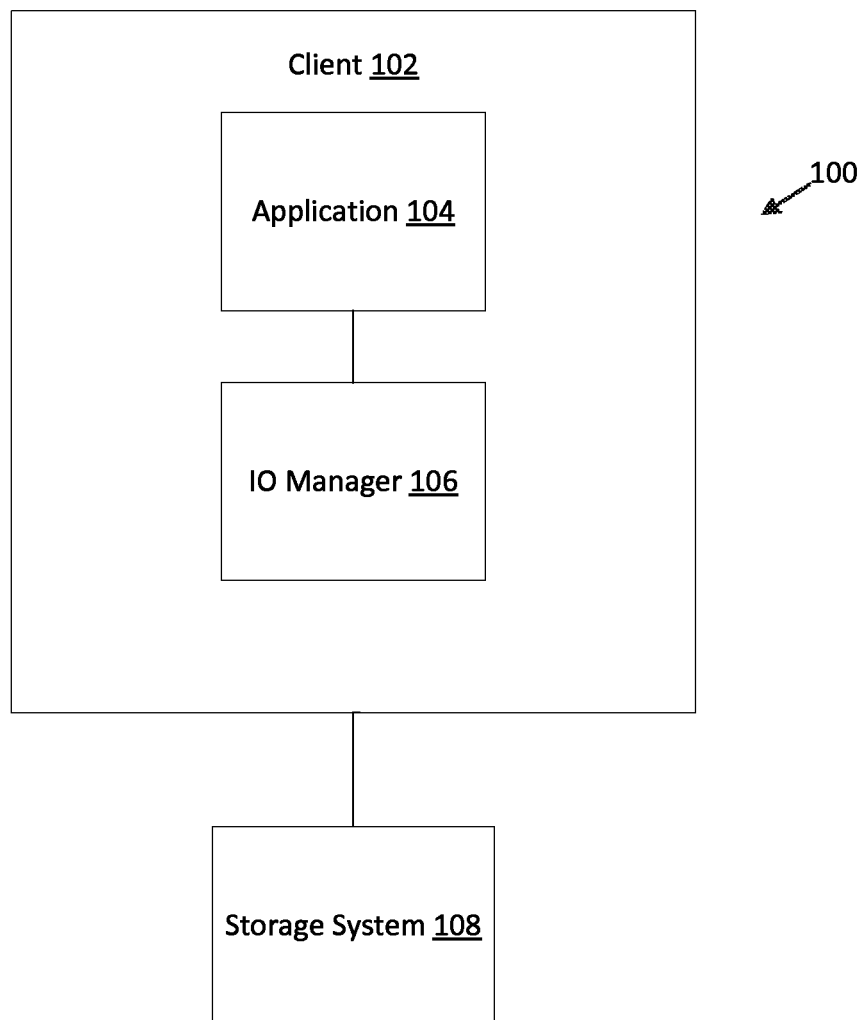 Client 102
100
Application 104
IO Manager 106
Storage System 108